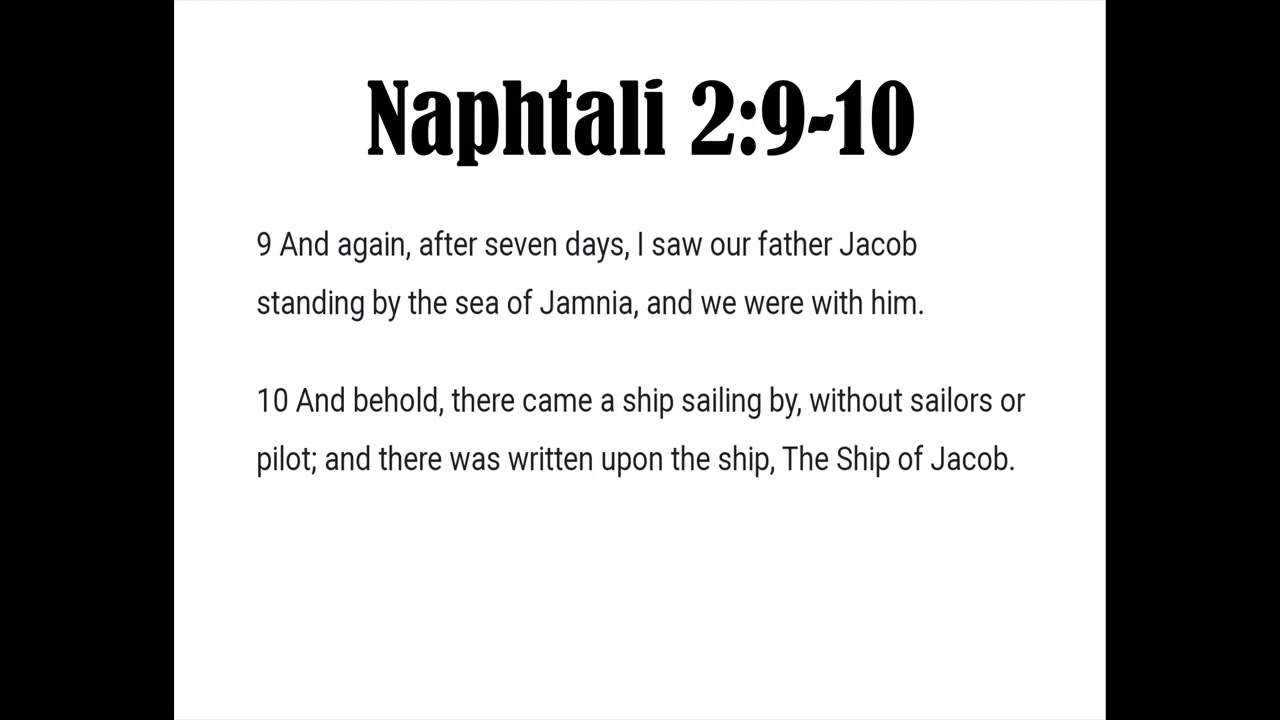 Naphtali 2:9-10
9 And again, after seven days, I saw our father Jacob
standing by the sea of Jamnia, and we were with him.
10 And behold, there came a ship sailing by, without sailors or
pilot; and there was written upon the ship, The Ship of Jacob.